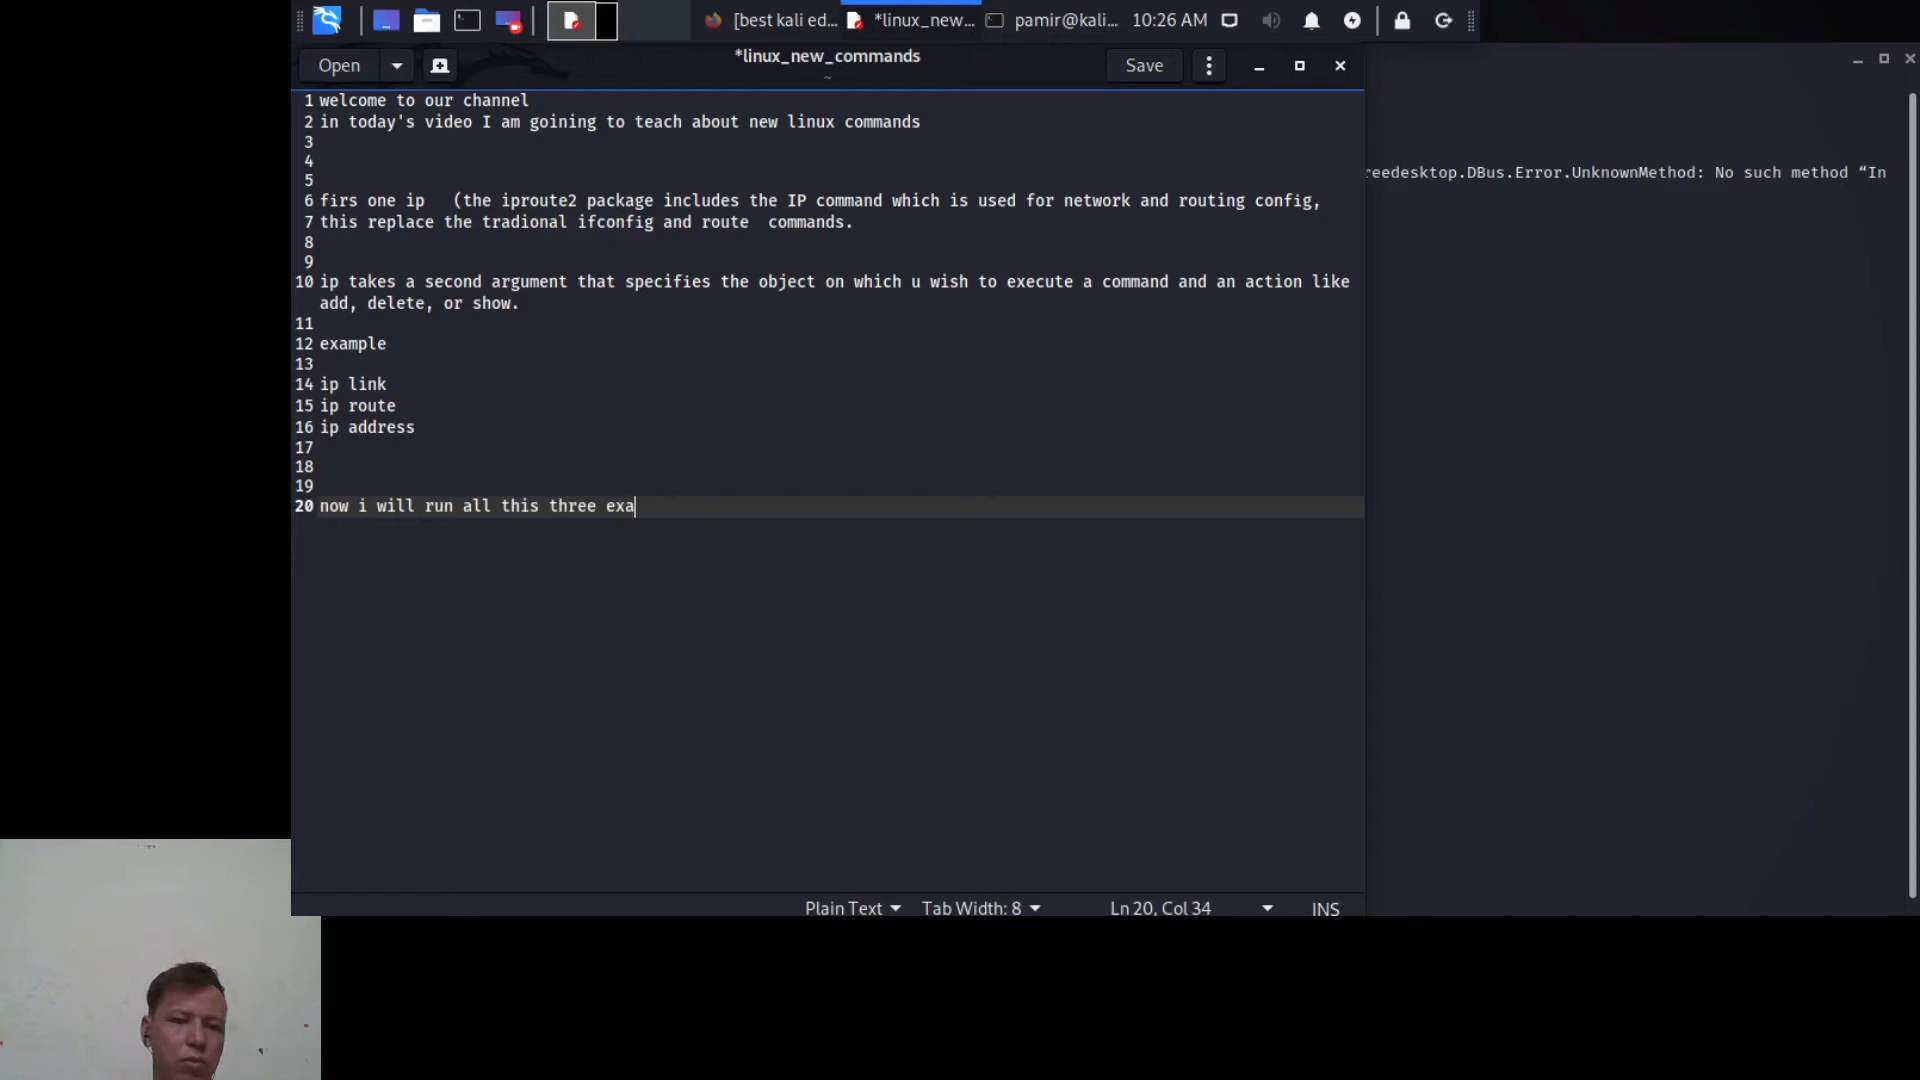 [best kali ed... *linux_new... pamir@kali... 10:26 AM
Open *linux_new_commands Save
~
1 welcome to our channel
2 in today's video I am goining to teach about new linux commands
3
4
5
6 firs one ip (the iproute2 package includes the IP command which is used for network and routing config,
7 this replace the tradional ifconfig and route commands.
8
9
10 ip takes a second argument that specifies the object on which u wish to execute a command and an action like
add, delete, or show.
11
12 example
13
14 ip link
15 ip route
16 ip address
17
18
19
20 now i will run all this three exa
reedesktop.DBus.Error.UnknownMethod: No such method “In
Plain Text Tab Width: 8 Ln 20, Col 34 INS